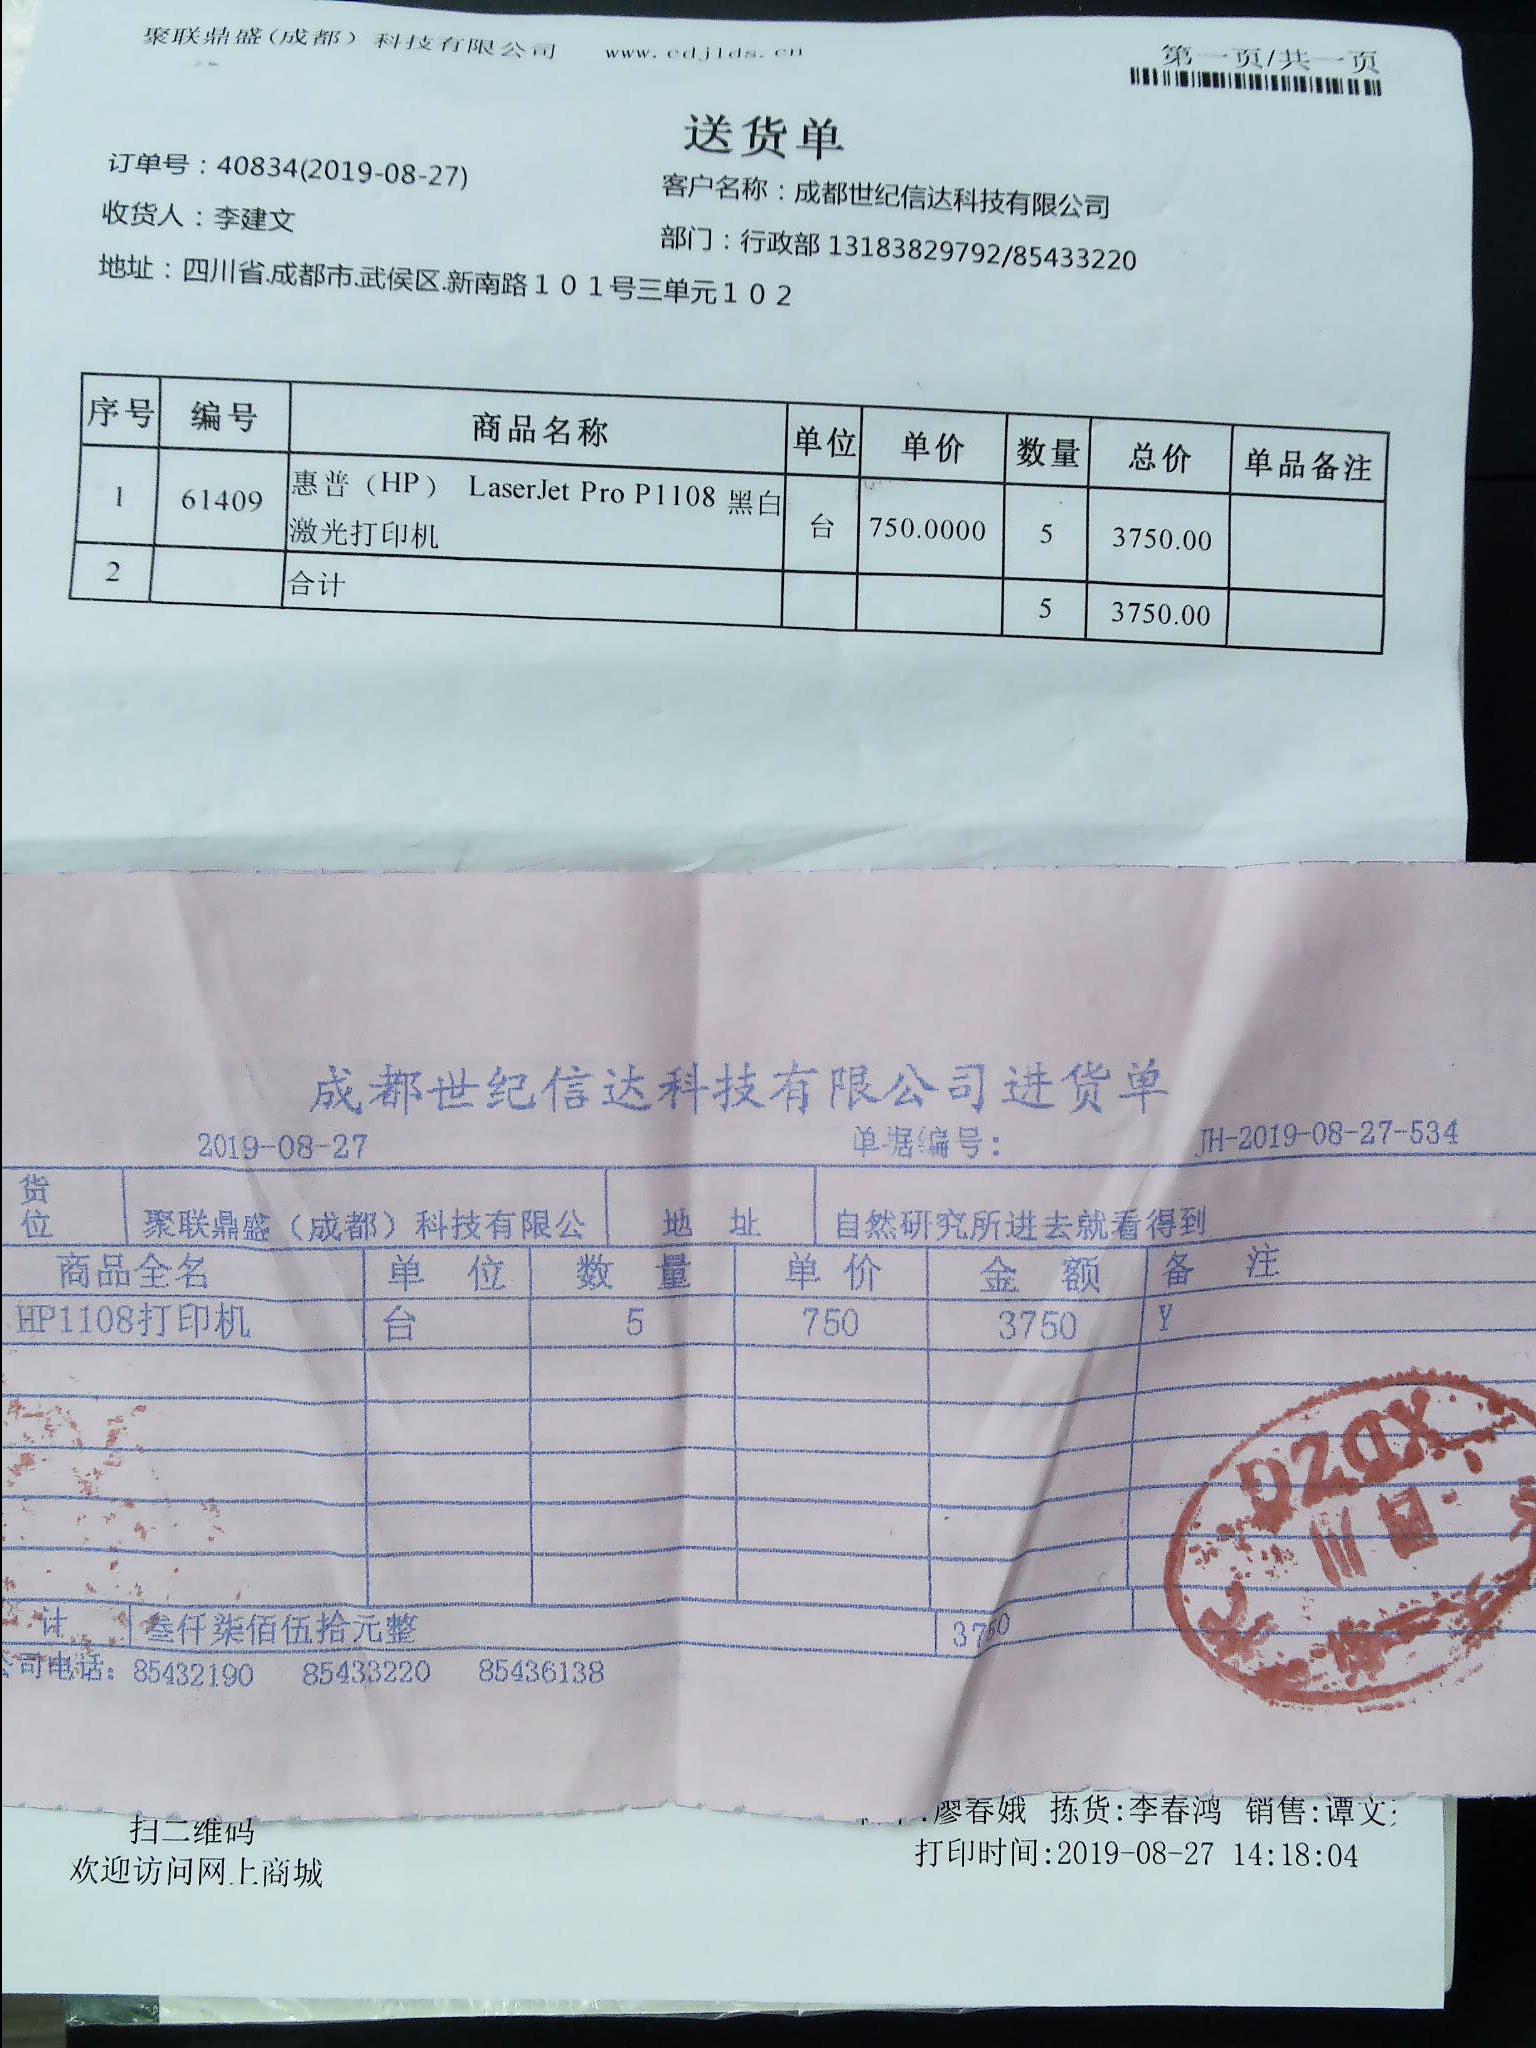 聚联鼎盛(成都)科技有限公司 www.cdjlds.cn
第一页/共一页
送货单
订单号：40834(2019-08-27)
客户名称：成都世纪信达科技有限公司
收货人：李建文
部门：行政部 13183829792/85433220
地址：四川省.成都市.武侯区.新南路１０１号三单元１０２
序号 编号 商品名称 单位 单价 数量 总价 单品备注
1 61409 惠普（HP） LaserJet Pro P1108 黑白 台 750.0000 5 3750.00
激光打印机
2 合计 5 3750.00
成都世纪信达科技有限公司进货单
2019-08-27 单据编号: JH-2019-08-27-534
货
位 聚联鼎盛（成都）科技有限公 地 址 自然研究所进去就看得到
商品全名 单 位 数 量 单 价 金 额 备 注
HP1108打印机 台 5 750 3750 Y
XDZD
计 叁仟柒佰伍拾元整 3750
公司电话: 85432190 85433220 85436138
扫二维码
欢迎访问网上商城
:廖春娥 拣货:李春鸿 销售:谭文
打印时间:2019-08-27 14:18:04